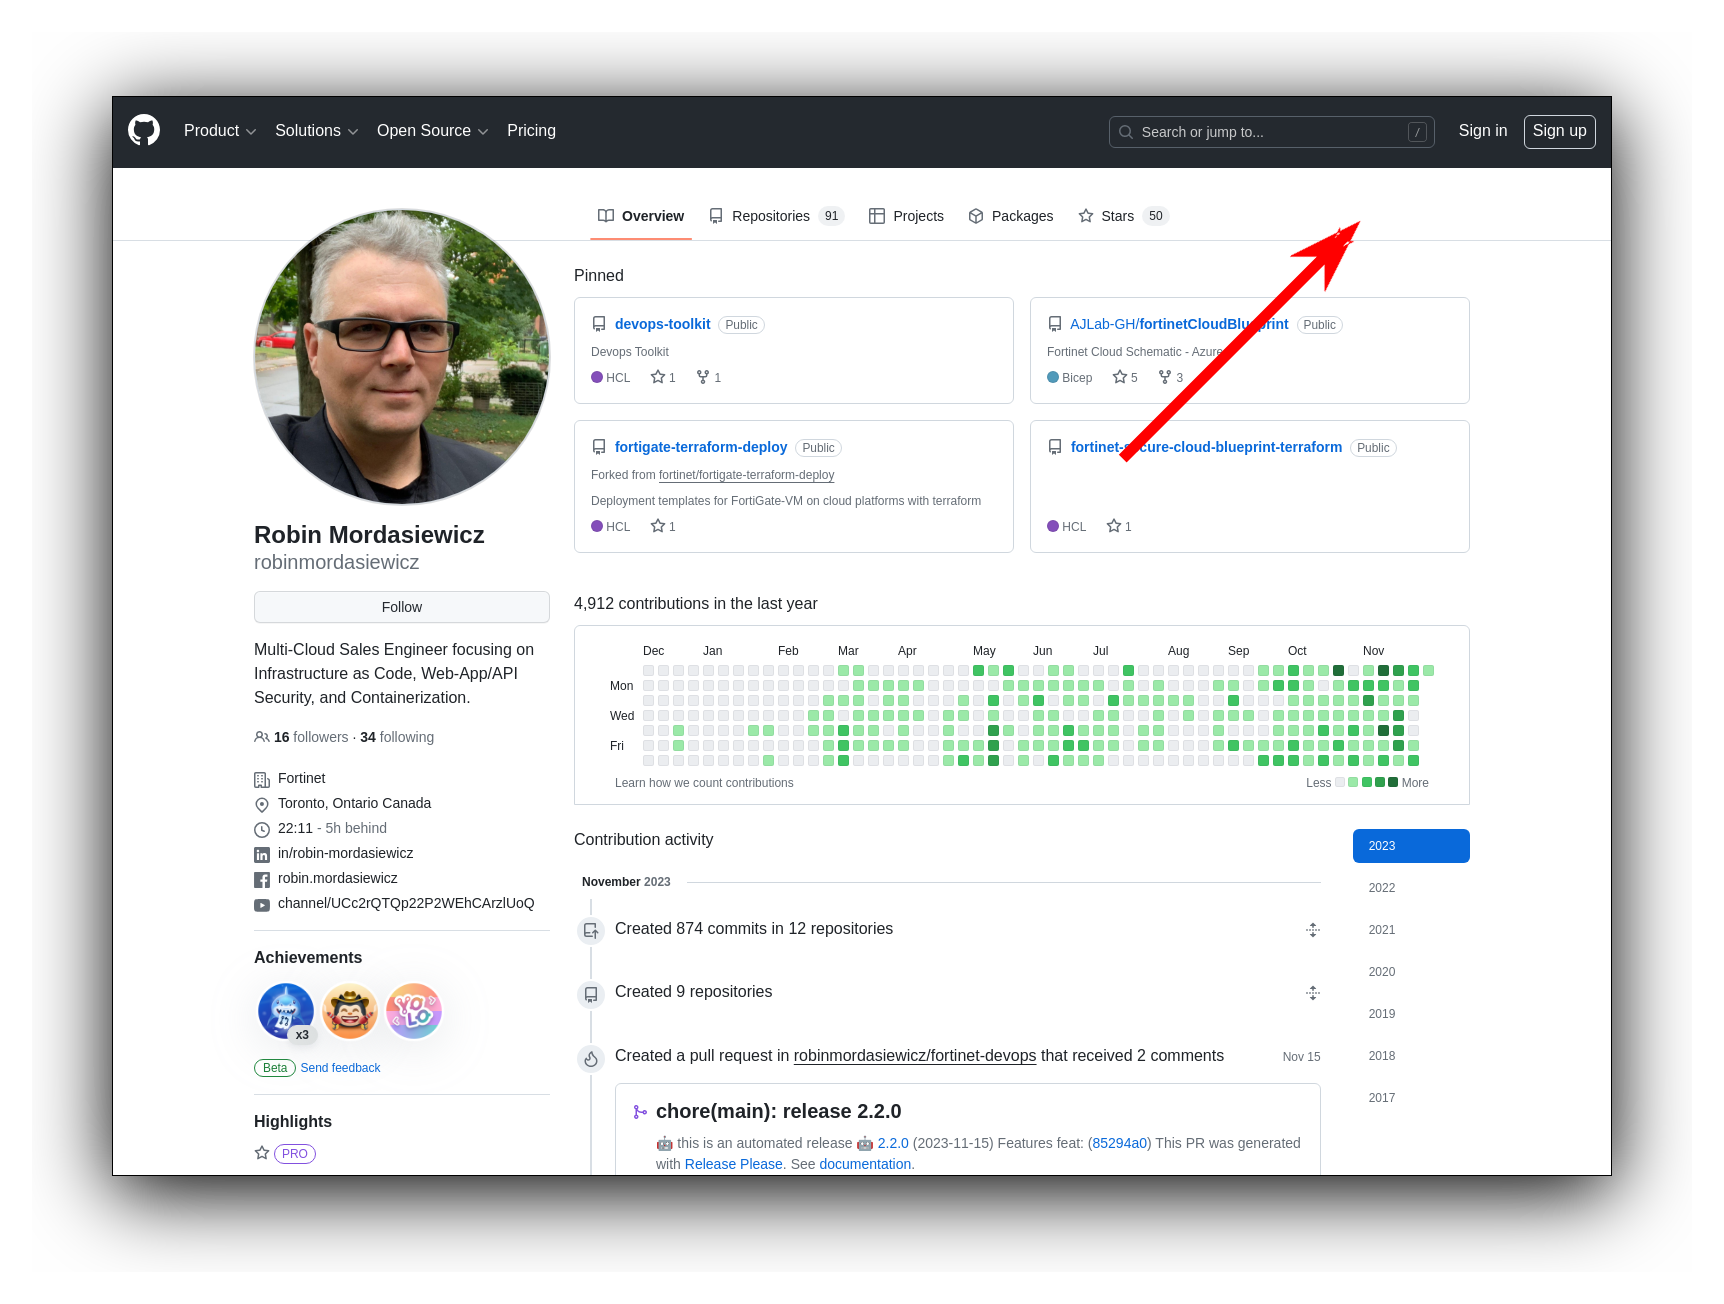 Product Solutions Open Source Pricing Search or jump to... / Sign in Sign up
Overview Repositories 91 Projects Packages Stars 50
Robin Mordasiewicz
robinmordasiewicz
Follow
Multi-Cloud Sales Engineer focusing on
Infrastructure as Code, Web-App/API
Security, and Containerization.
16 followers · 34 following
Fortinet
Toronto, Ontario Canada
22:11 - 5h behind
in/robin-mordasiewicz
robin.mordasiewicz
channel/UCc2rQTQp22P2WEhCArzlUoQ
Achievements
x3
YOLO
Beta Send feedback
Highlights
PRO
Pinned
devops-toolkit Public
Devops Toolkit
HCL 1 1
AJLab-GH/fortinetCloudBlueprint Public
Fortinet Cloud Schematic - Azure
Bicep 5 3
fortigate-terraform-deploy Public
Forked from fortinet/fortigate-terraform-deploy
Deployment templates for FortiGate-VM on cloud platforms with terraform
HCL 1
fortinet-secure-cloud-blueprint-terraform Public
HCL 1
4,912 contributions in the last year
Dec Jan Feb Mar Apr May Jun Jul Aug Sep Oct Nov
Mon
Wed
Fri
Learn how we count contributions Less More
Contribution activity
November 2023
Created 874 commits in 12 repositories
Created 9 repositories
Created a pull request in robinmordasiewicz/fortinet-devops that received 2 comments Nov 15
chore(main): release 2.2.0
🤖 this is an automated release 🤖 2.2.0 (2023-11-15) Features feat: (85294a0) This PR was generated
with Release Please. See documentation.
2023
2022
2021
2020
2019
2018
2017